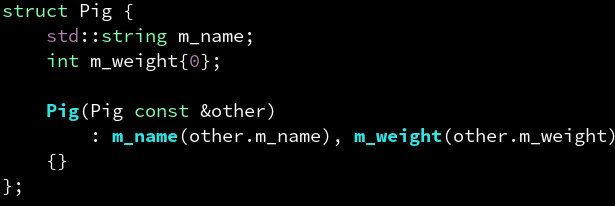 struct Pig {
    std::string m_name;
    int m_weight{0};

    Pig(Pig const &other)
        : m_name(other.m_name), m_weight(other.m_weight)
    {}
};